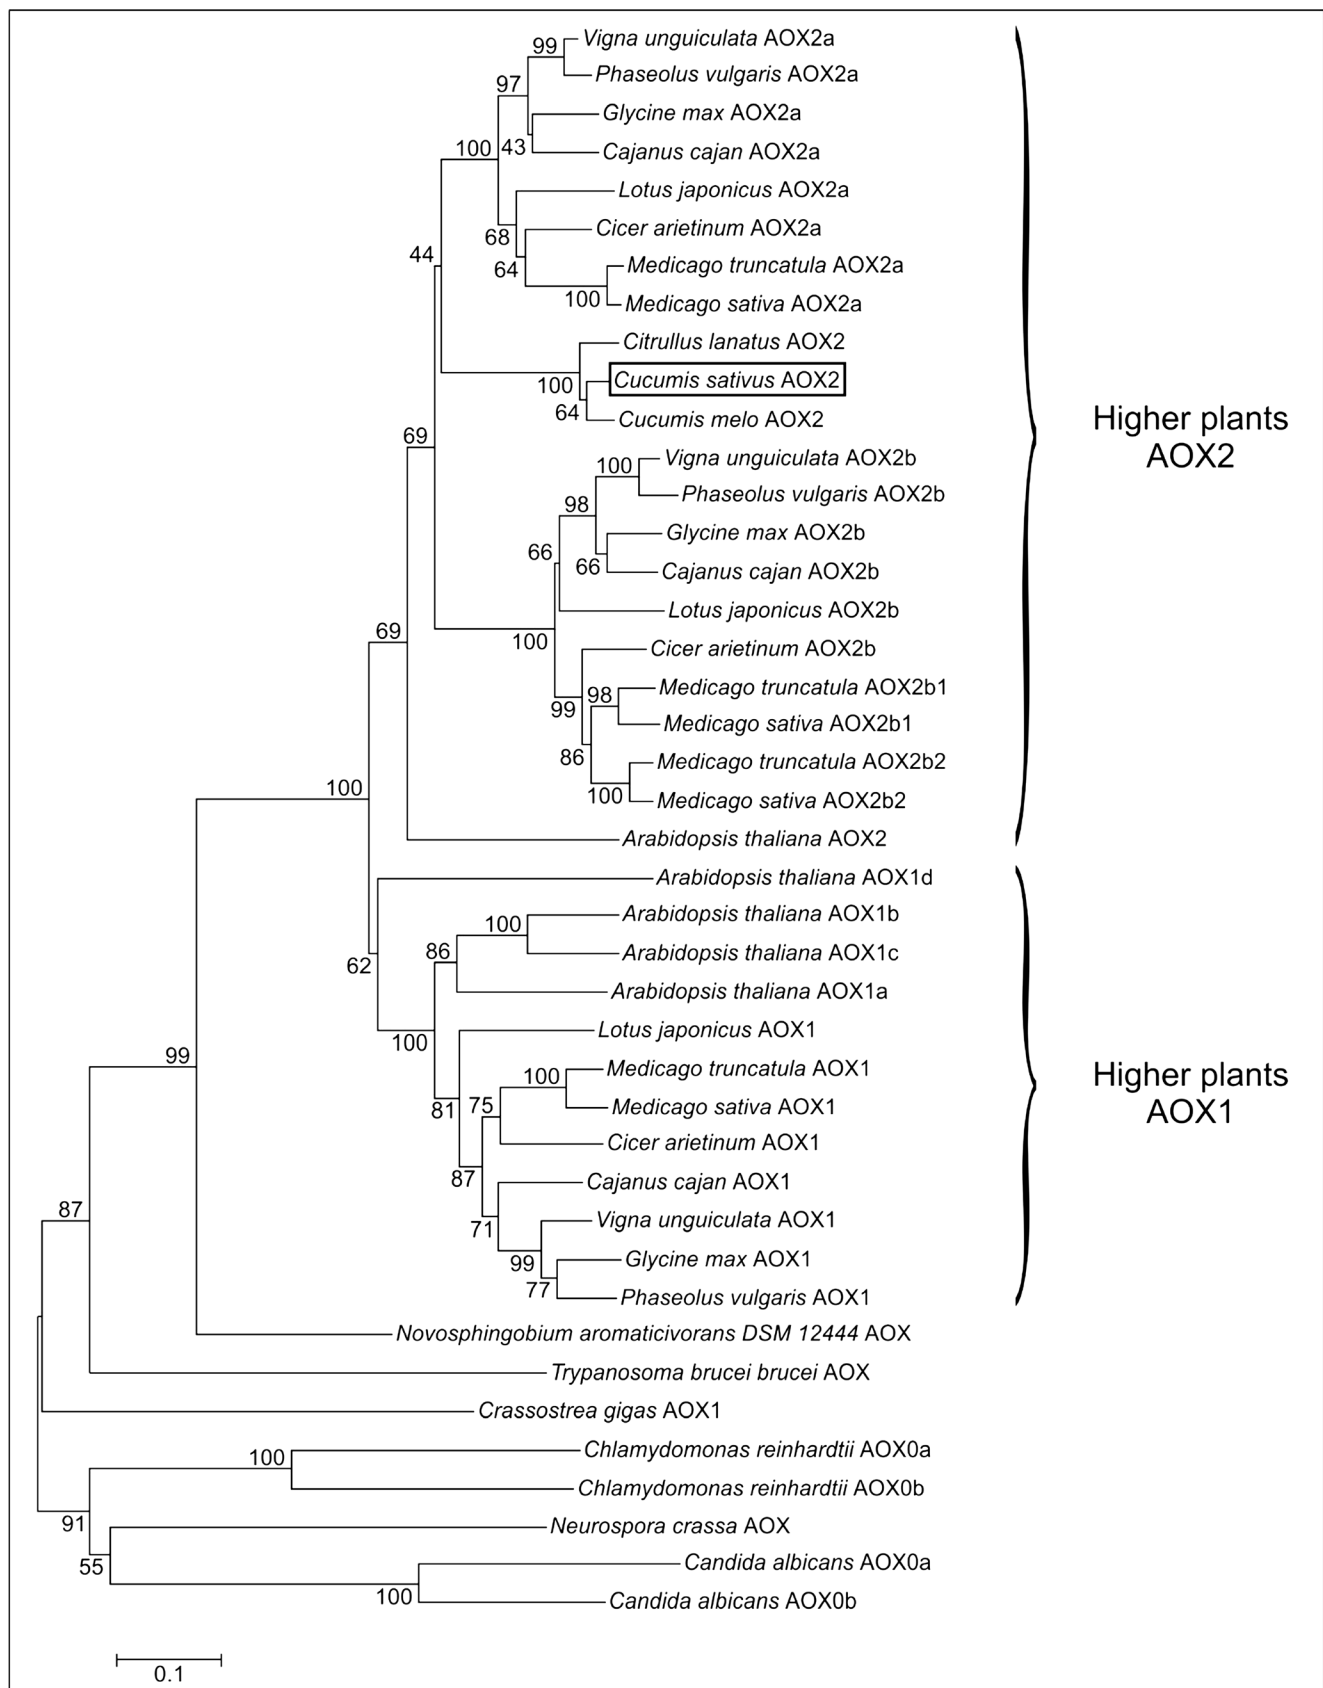 99
Vigna unguiculata AOX2a
Phaseolus vulgaris AOX2a
97
Glycine max AOX2a
43
Cajanus cajan AOX2a
100
Lotus japonicus AOX2a
68
Cicer arietinum AOX2a
64
Medicago truncatula AOX2a
100
Medicago sativa AOX2a
44
Citrullus lanatus AOX2
100
Cucumis sativus AOX2
64
Cucumis melo AOX2
69
Vigna unguiculata AOX2b
100
Phaseolus vulgaris AOX2b
98
Glycine max AOX2b
66
66
Cajanus cajan AOX2b
Lotus japonicus AOX2b
100
Cicer arietinum AOX2b
99
98
Medicago truncatula AOX2b1
Medicago sativa AOX2b1
86
Medicago truncatula AOX2b2
100
Medicago sativa AOX2b2
69
Arabidopsis thaliana AOX2
Higher plants
AOX2
100
Arabidopsis thaliana AOX1d
62
100
Arabidopsis thaliana AOX1b
Arabidopsis thaliana AOX1c
86
Arabidopsis thaliana AOX1a
100
Lotus japonicus AOX1
81
100
Medicago truncatula AOX1
75
Medicago sativa AOX1
Cicer arietinum AOX1
87
Cajanus cajan AOX1
71
Vigna unguiculata AOX1
99
Glycine max AOX1
77
Phaseolus vulgaris AOX1
Higher plants
AOX1
99
Novosphingobium aromaticivorans DSM 12444 AOX
87
Trypanosoma brucei brucei AOX
Crassostrea gigas AOX1
100
Chlamydomonas reinhardtii AOX0a
Chlamydomonas reinhardtii AOX0b
91
Neurospora crassa AOX
55
Candida albicans AOX0a
100
Candida albicans AOX0b
0.1